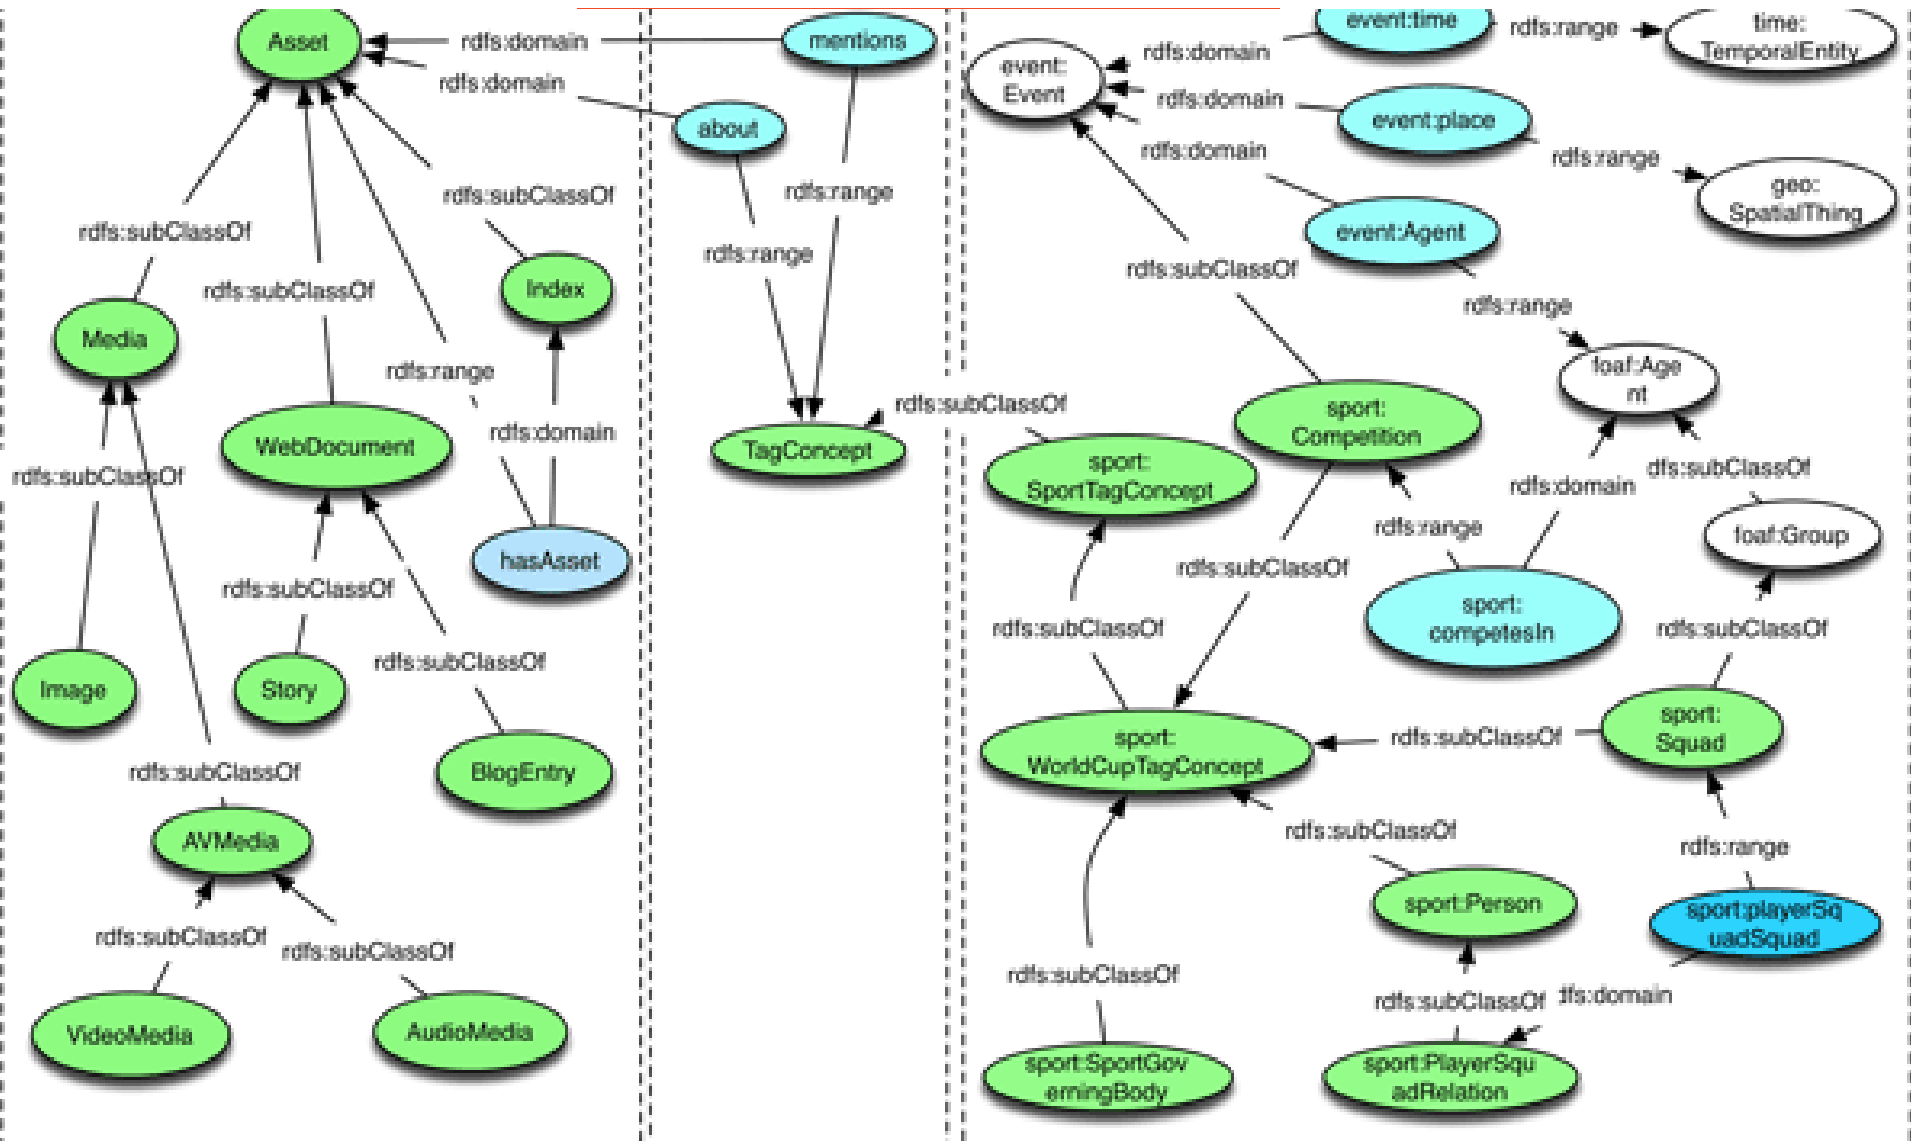 Asset
rdfs:domain
mentions
rdfs:domain
about
rdfs:subClassOf
rdfs:subClassOf
rdfs:subClassOf
Index
Media
rdfs:range
rdfs:domain
WebDocument
rdfs:subClassOf
hasAsset
rdfs:subClassOf
rdfs:subClassOf
Image
Story
BlogEntry
rdfs:subClassOf
AVMedia
rdfs:subClassOf
rdfs:subClassOf
VideoMedia
AudioMedia
rdfs:range
rdfs:range
TagConcept
rdfs:subClassOf
event:time
rdfs:range
time:
TemporalEntity
event:
Event
rdfs:domain
rdfs:domain
event:place
rdfs:domain
rdfs:range
geo:
SpatialThing
event:Agent
rdfs:subClassOf
rdfs:range
foaf:Age
nt
sport:
Competition
sport:
SportTagConcept
rdfs:domain
dfs:subClassOf
rdfs:range
foaf:Group
rdfs:subClassOf
sport:
competesIn
rdfs:subClassOf
rdfs:subClassOf
sport:
WorldCupTagConcept
rdfs:subClassOf
sport:
Squad
rdfs:subClassOf
rdfs:range
sport:Person
sport:playerSq
uadSquad
rdfs:subClassOf
rdfs:subClassOf
dfs:domain
sport:SportGov
erningBody
sport:PlayerSqu
adRelation